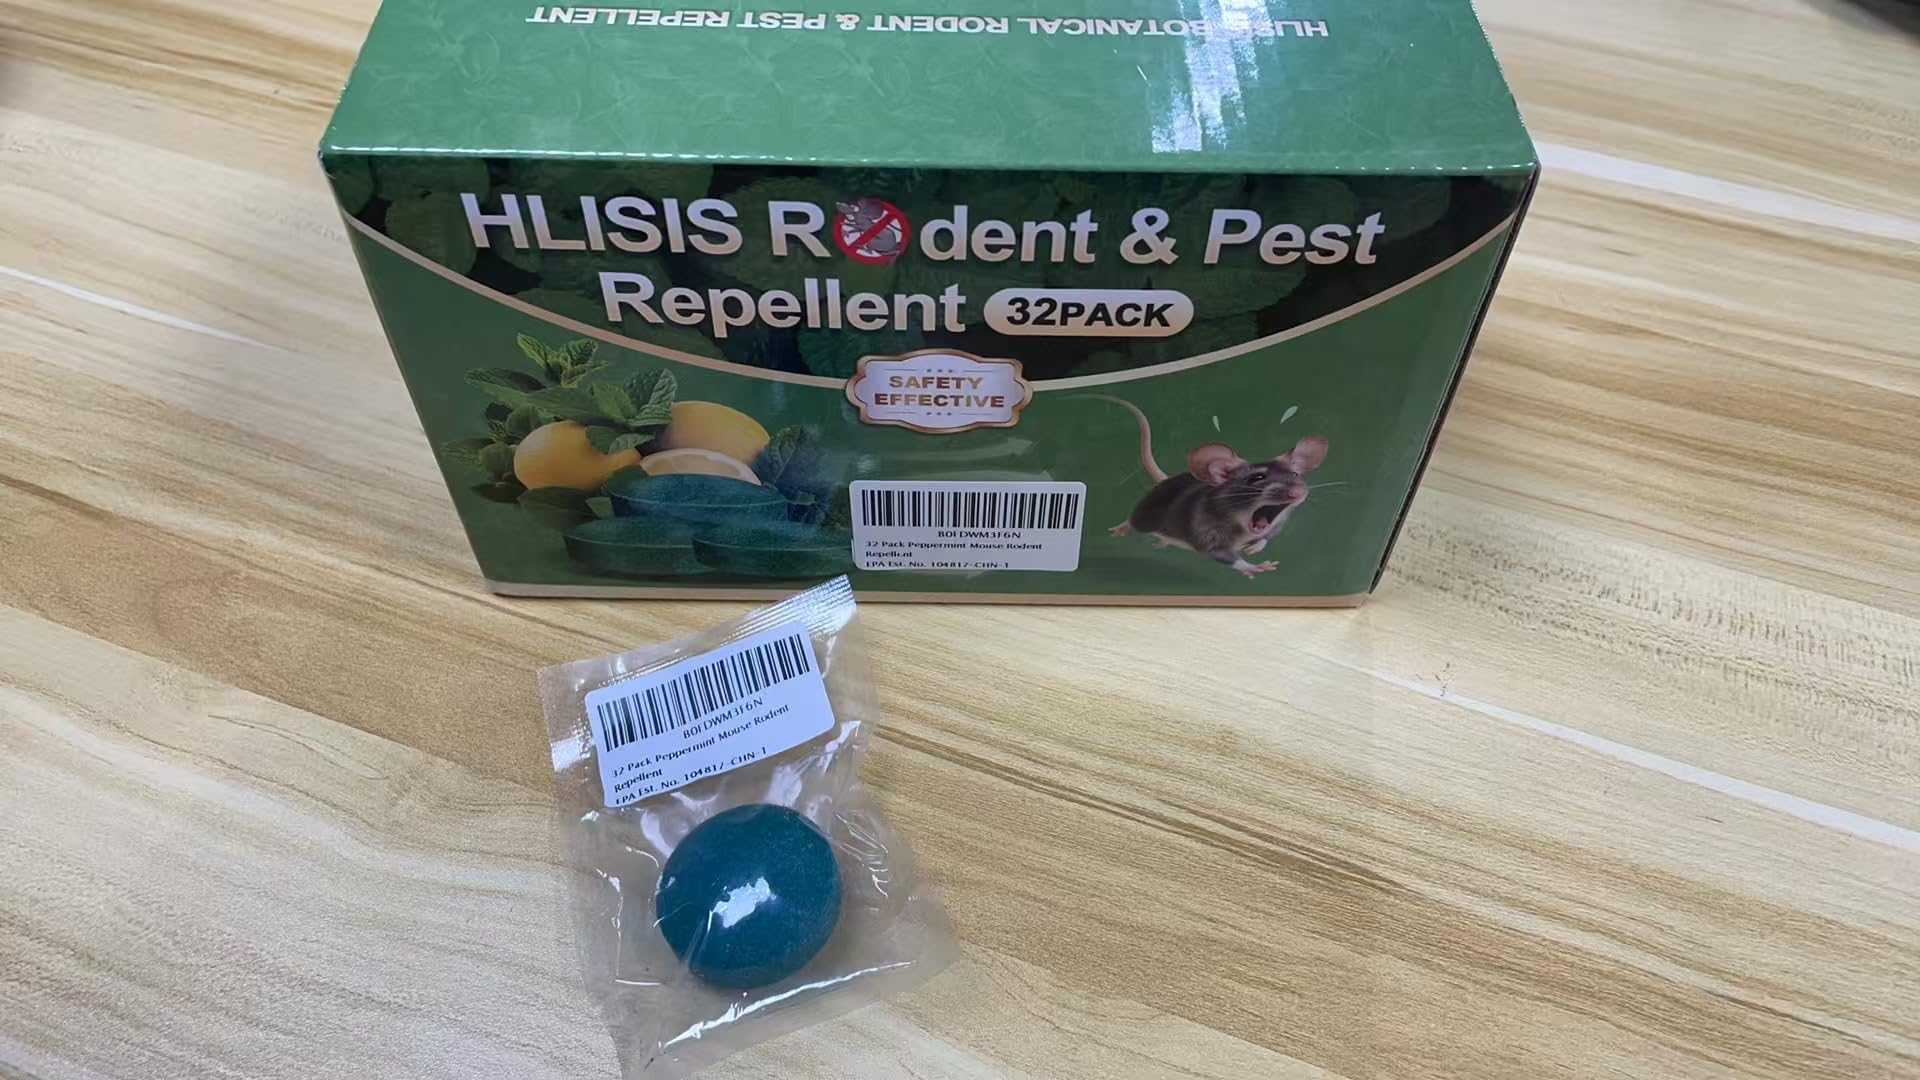 HLISIS BOTANICAL RODENT & PEST REPELLENT
HLISIS Rodent & Pest
Repellent 32PACK
SAFETY
EFFECTIVE
B0FDWM3F6N
32 Pack Peppermint Mouse Rodent
Repellent
EPA Est. No. 104817-CHN-1
B0FDWM3F6N
32 Pack Peppermint Mouse Rodent
Repellent
EPA Est. No. 104817-CHN-1